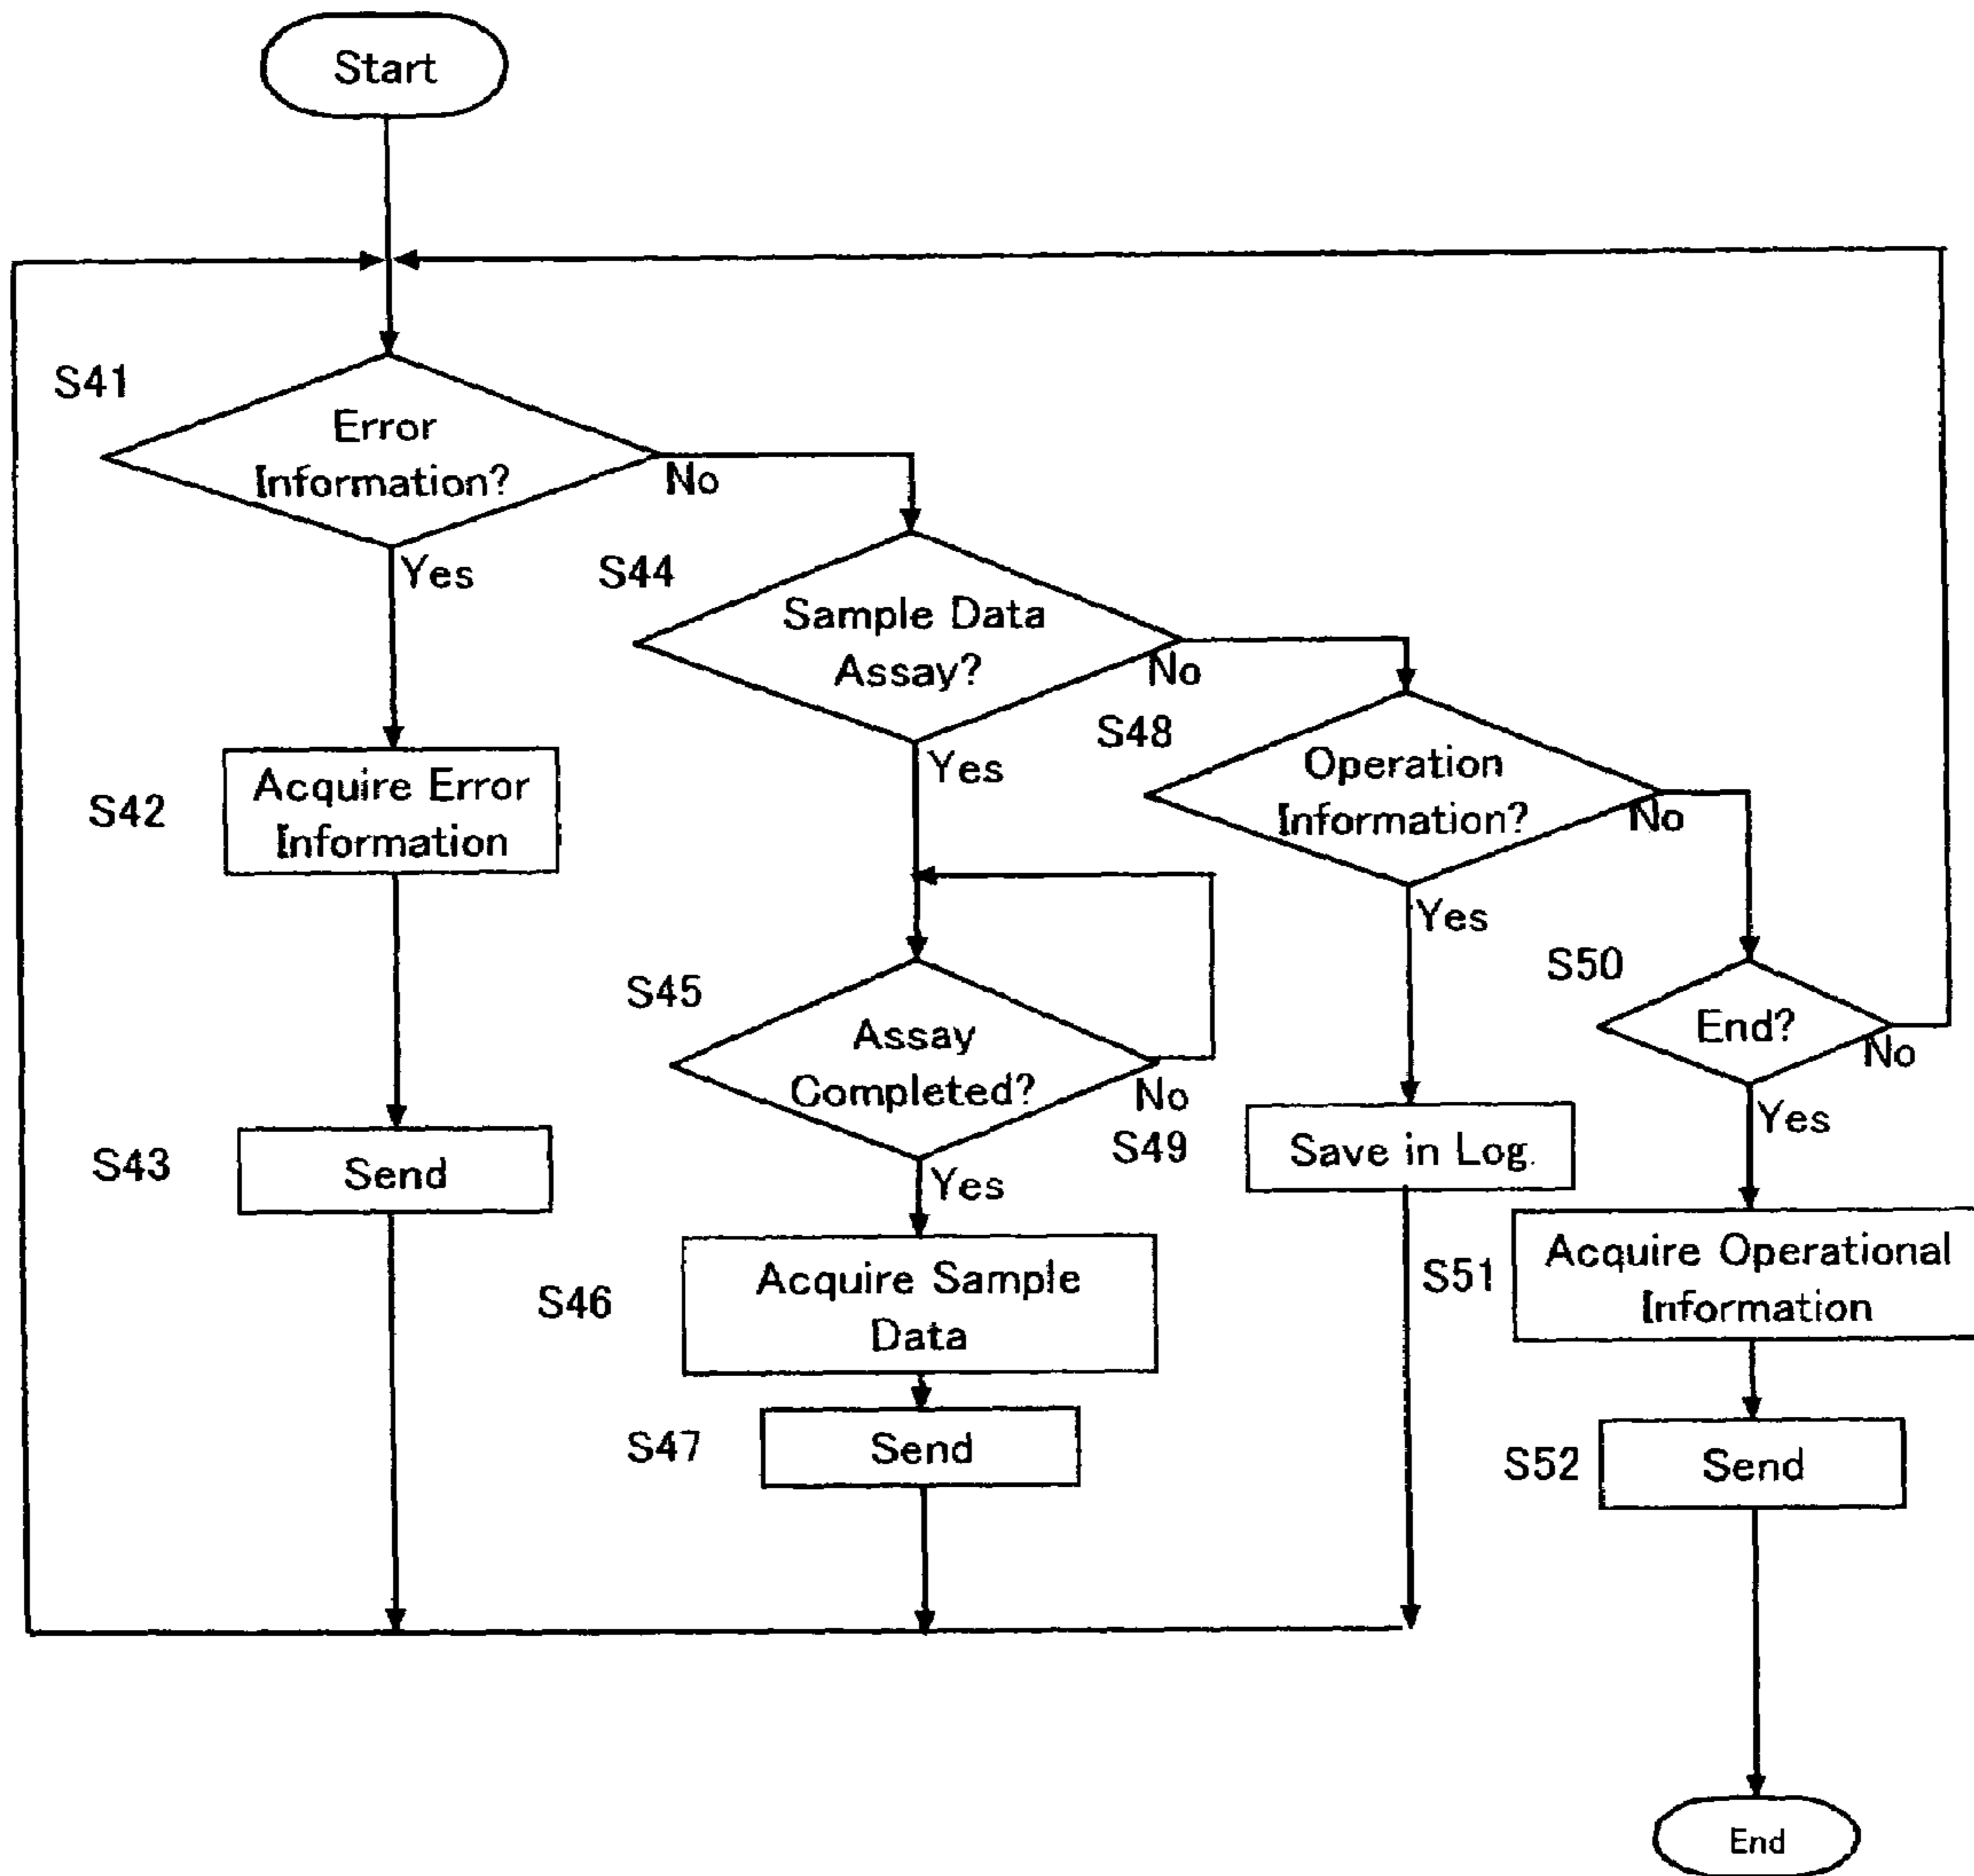 Start
S41
Error
Information?
No
Yes
S44
Sample Data
Assay?
No
Yes
S48
Operation
Information?
No
Yes
S42
Acquire Error
Information
S45
Assay
Completed?
No
Yes
S50
End?
No
Yes
S43
Send
S49
Save in Log.
S46
Acquire Sample
Data
S51
Acquire Operational
Information
S47
Send
S52
Send
End